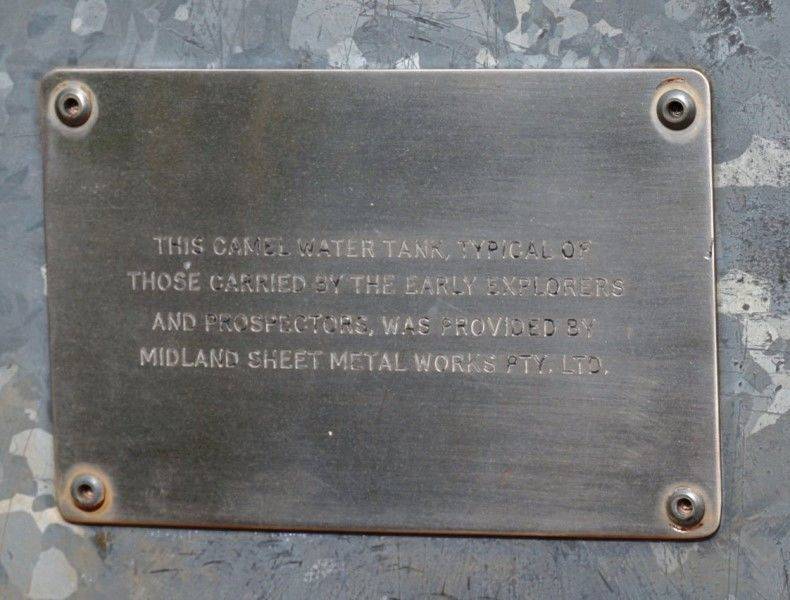 THIS CAMEL WATER TANK, TYPICAL OF
THOSE CARRIED BY THE EARLY EXPLORERS
AND PROSPECTORS, WAS PROVIDED BY
MIDLAND SHEET METAL WORKS PTY. LTD.